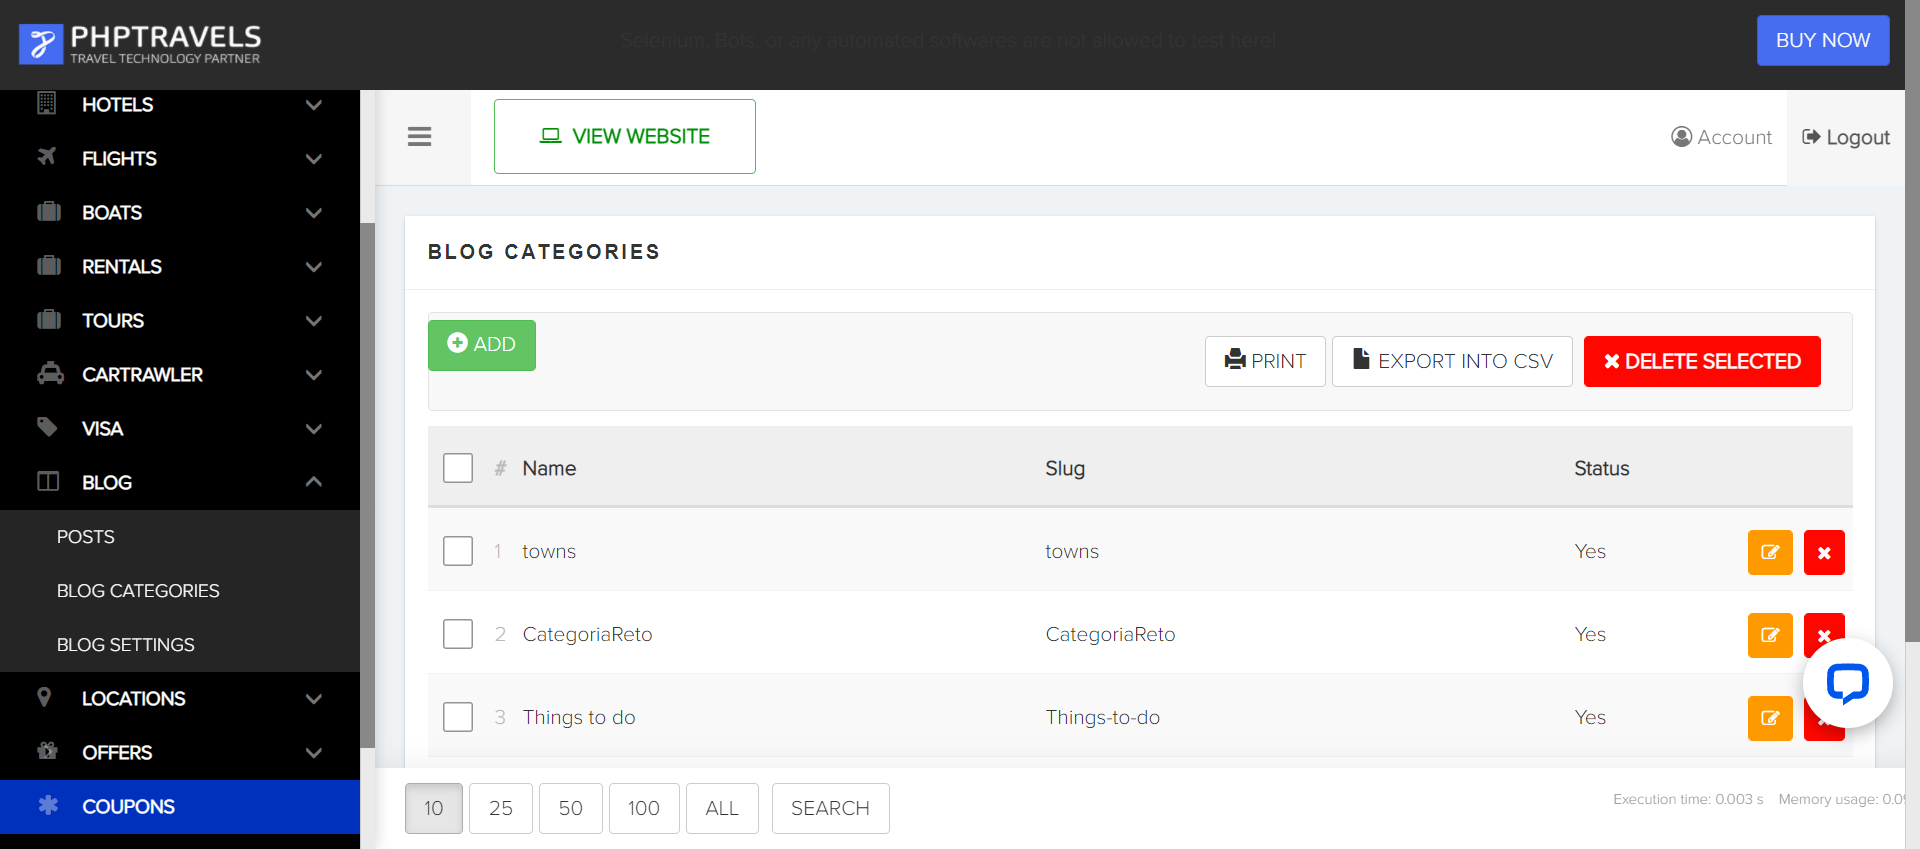 PHPTRAVELS
TRAVEL TECHNOLOGY PARTNER
Selenium, Bots, or any automated softwares are not allowed to test here!
BUY NOW
HOTELS
FLIGHTS
BOATS
RENTALS
TOURS
CARTRAWLER
VISA
BLOG
POSTS
BLOG CATEGORIES
BLOG SETTINGS
LOCATIONS
OFFERS
COUPONS
VIEW WEBSITE
Account
Logout
BLOG CATEGORIES
ADD
PRINT
EXPORT INTO CSV
DELETE SELECTED
# Name Slug Status
1 towns towns Yes
2 CategoriaReto CategoriaReto Yes
3 Things to do Things-to-do Yes
10 25 50 100 ALL SEARCH
Execution time: 0.003 s Memory usage: 0.09